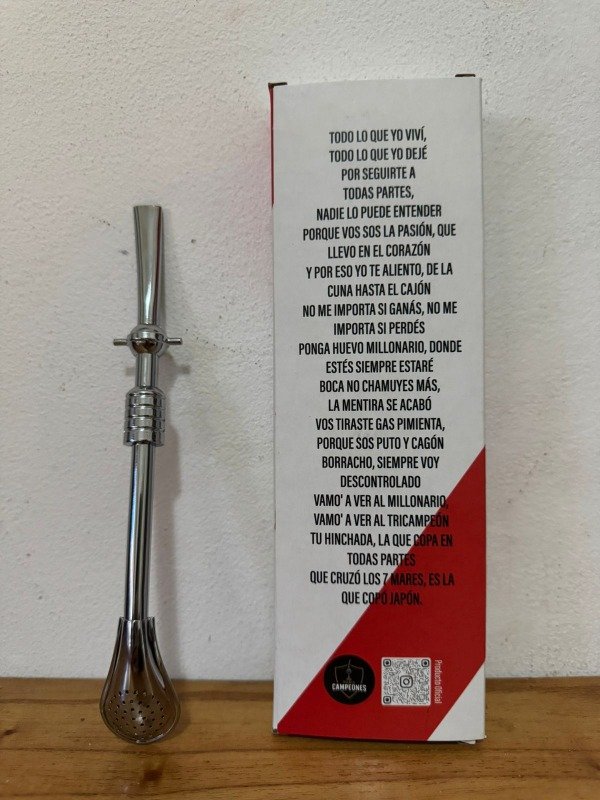 TODO LO QUE YO VIVÍ,
TODO LO QUE YO DEJÉ
POR SEGUIRTE A
TODAS PARTES,
NADIE LO PUEDE ENTENDER
PORQUE VOS SOS LA PASIÓN, QUE
LLEVO EN EL CORAZÓN
Y POR ESO YO TE ALIENTO, DE LA
CUNA HASTA EL CAJÓN
NO ME IMPORTA SI GANÁS, NO ME
IMPORTA SI PERDÉS
PONGA HUEVO MILLONARIO, DONDE
ESTÉS SIEMPRE ESTARÉ
BOCA NO CHAMUYES MÁS,
LA MENTIRA SE ACABÓ
VOS TIRASTE GAS PIMIENTA,
PORQUE SOS PUTO Y CAGÓN
BORRACHO, SIEMPRE VOY
DESCONTROLADO
VAMO' A VER AL MILLONARIO,
VAMO' A VER AL TRICAMPEÓN
TU HINCHADA, LA QUE COPA EN
TODAS PARTES
QUE CRUZÓ LOS 7 MARES, ES LA
QUE COPÓ JAPÓN.
CAMPEONES
Producto Oficial